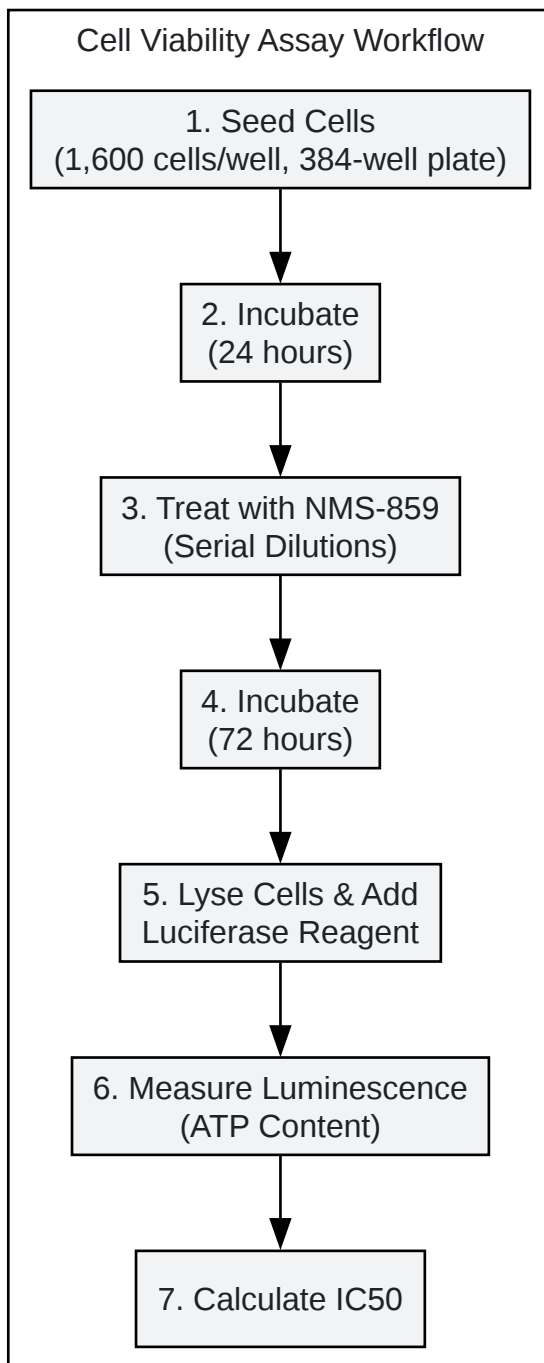 Cell Viability Assay Workflow
1. Seed Cells
(1,600 cells/well, 384-well plate)
2. Incubate
(24 hours)
3. Treat with NMS-859
(Serial Dilutions)
4. Incubate
(72 hours)
5. Lyse Cells & Add
Luciferase Reagent
6. Measure Luminescence
(ATP Content)
7. Calculate IC50